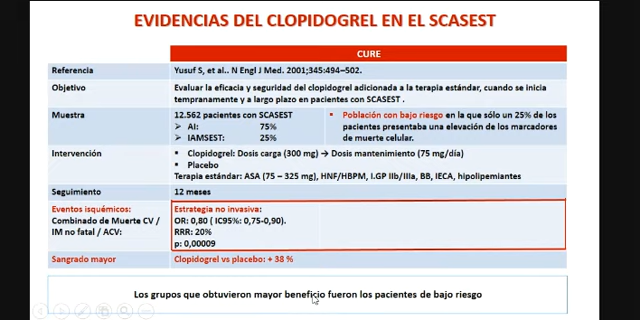 EVIDENCIAS DEL CLOPIDOGREL EN EL SCASEST
CURE
Referencia
Yusuf S, et al.. N Engl J Med. 2001;345:494–502.
Objetivo
Evaluar la eficacia y seguridad del clopidogrel adicionada a la terapia estándar, cuando se inicia
tempranamente y a largo plazo en pacientes con SCASEST .
Muestra
12.562 pacientes con SCASEST
➢ AI: 75%
➢ IAMSEST: 25%
▪ Población con bajo riesgo en la que sólo un 25% de los
pacientes presentaba una elevación de los marcadores
de muerte celular.
Intervención
▪ Clopidogrel: Dosis carga (300 mg) → Dosis mantenimiento (75 mg/día)
▪ Placebo
Terapia estándar: ASA (75 – 325 mg), HNF/HBPM, I.GP IIb/IIIa, BB, IECA, hipolipemiantes
Seguimiento
12 meses
Eventos isquémicos:
Combinado de Muerte CV /
IM no fatal / ACV:
Estrategia no invasiva:
OR: 0,80 ( IC95%: 0,75-0,90).
RRR: 20%
p: 0,00009
Sangrado mayor
Clopidogrel vs placebo: + 38 %
Los grupos que obtuvieron mayor beneficio fueron los pacientes de bajo riesgo